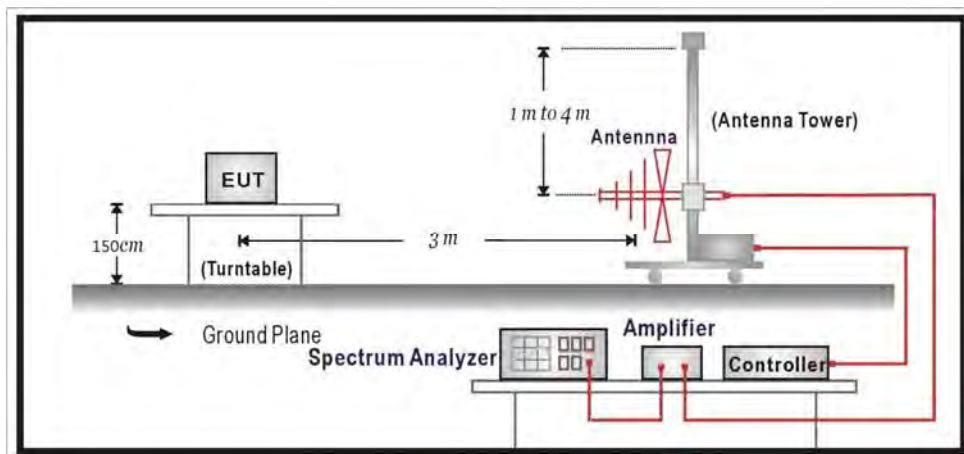 1 m to 4 m
(Antenna Tower)
Antennna
EUT
150cm
3 m
(Turntable)
Ground Plane
Amplifier
Spectrum Analyzer
Controller